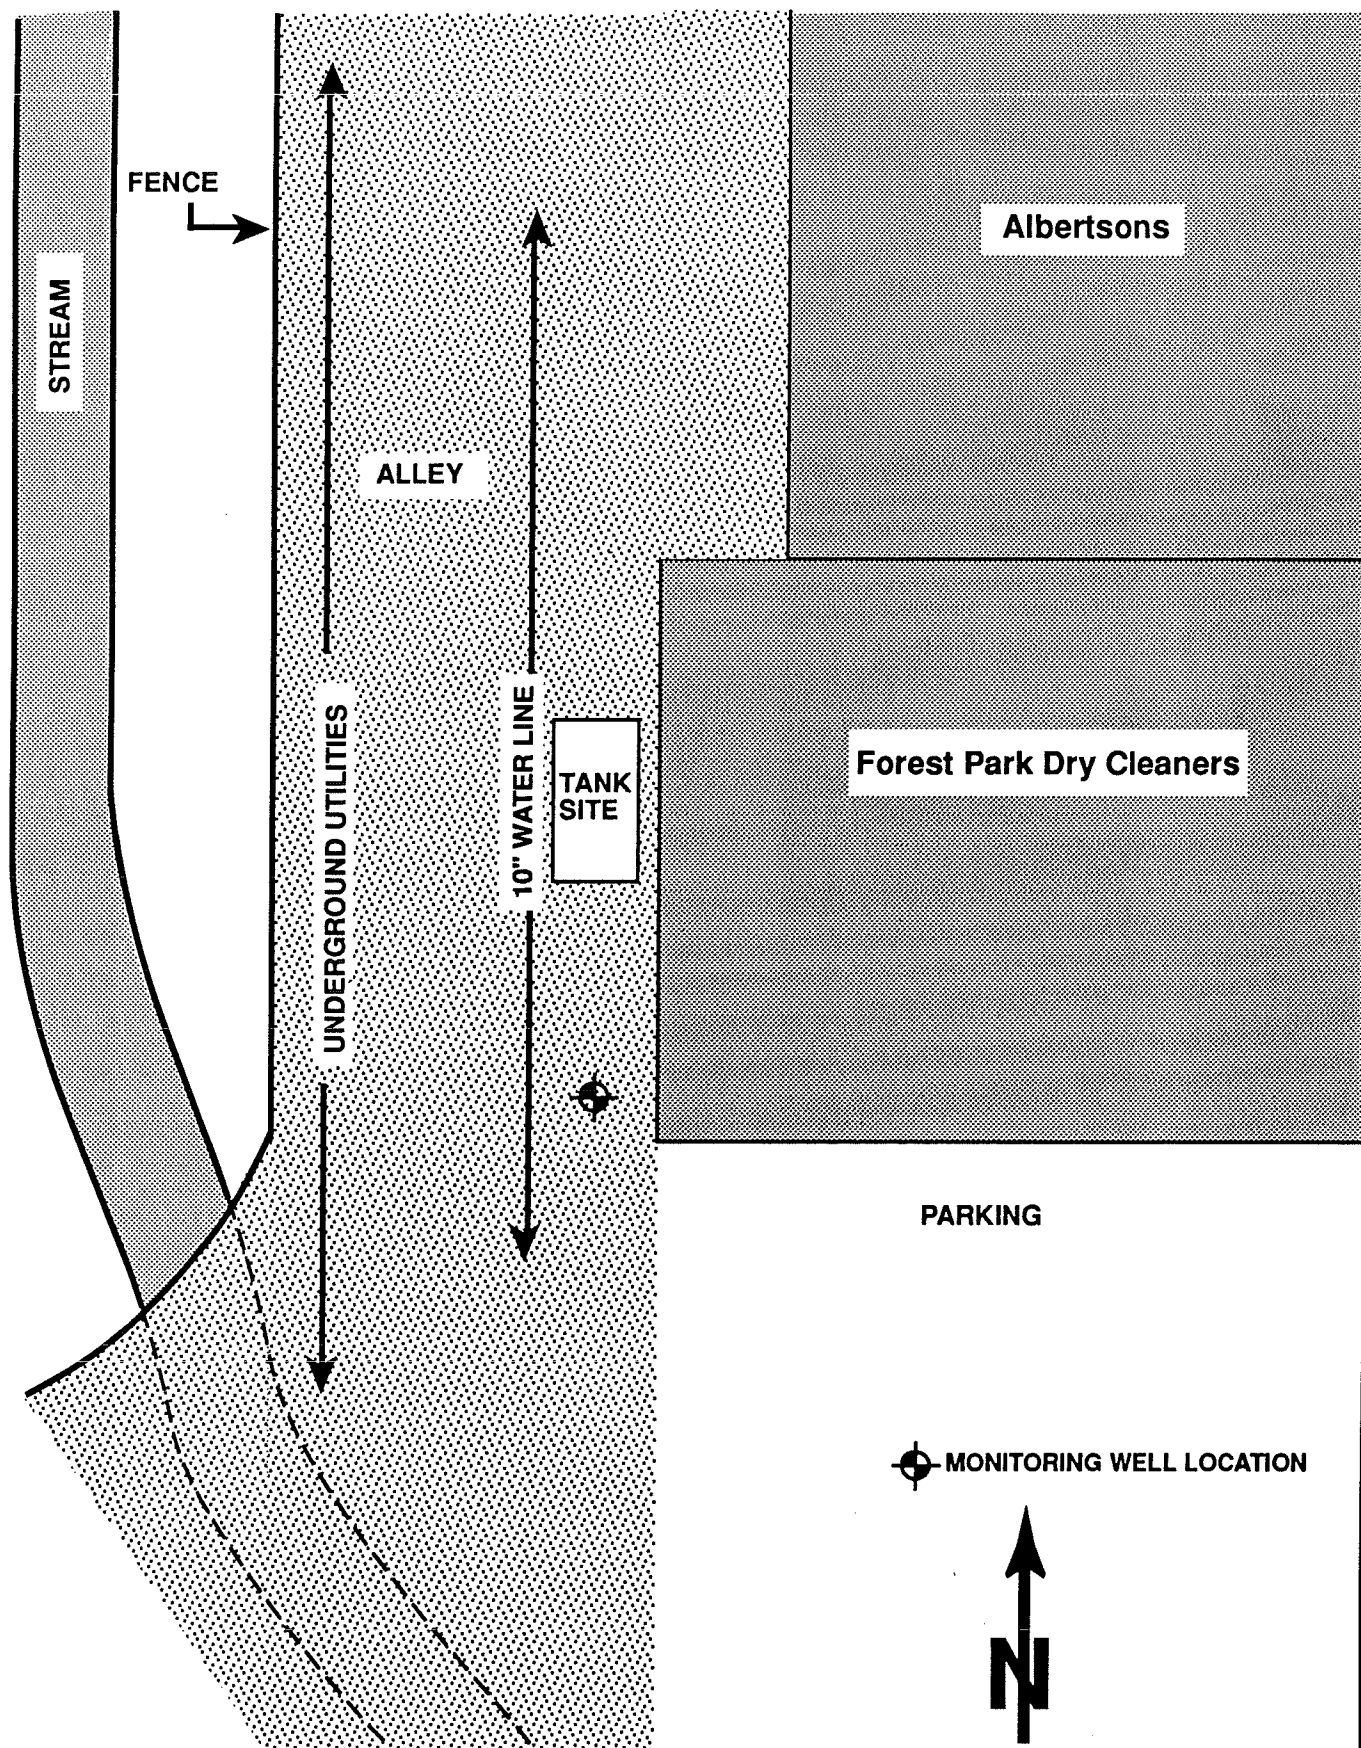 FENCE
Albertsons
STREAM
ALLEY
UNDERGROUND UTILITIES
10" WATER LINE
TANK
SITE
Forest Park Dry Cleaners
PARKING
MONITORING WELL LOCATION
N